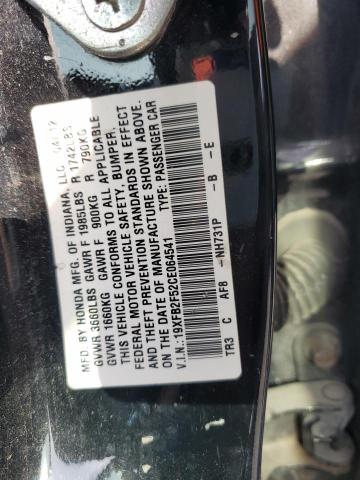 MFD. BY HONDA MFG. OF INDIANA, LLC 04/12
GVWR 3660LBS GAWR F 1985LBS R 1742LBS
GVWR 1660KG GAWR F 900KG R 790KG
THIS VEHICLE CONFORMS TO ALL APPLICABLE
FEDERAL MOTOR VEHICLE SAFETY, BUMPER,
AND THEFT PREVENTION STANDARDS IN EFFECT
ON THE DATE OF MANUFACTURE SHOWN ABOVE.
V.I.N.: 19XFB2F52CE064541 TYPE: PASSENGER CAR
TR3 C AF8 -NH731P -B -E